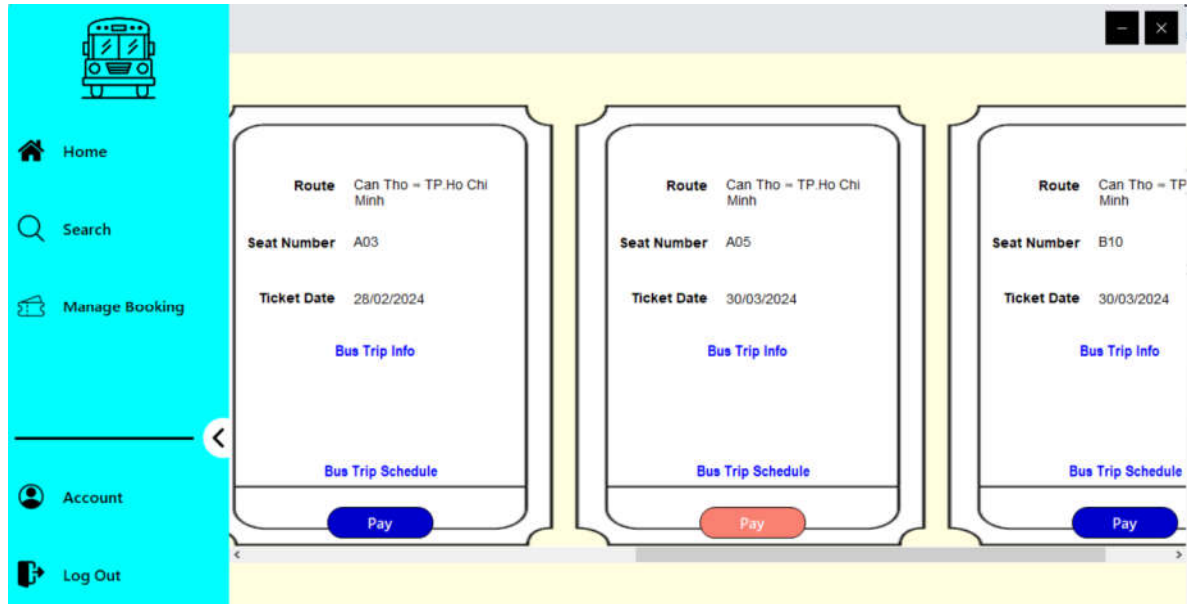 Home
Search
Manage Booking
Account
Log Out
Route Can Tho - TP.Ho Chi
Minh
Seat Number A03
Ticket Date 28/02/2024
Bus Trip Info
Bus Trip Schedule
Pay
Route Can Tho - TP.Ho Chi
Minh
Seat Number A05
Ticket Date 30/03/2024
Bus Trip Info
Bus Trip Schedule
Pay
Route Can Tho - TP
Minh
Seat Number B10
Ticket Date 30/03/2024
Bus Trip Info
Bus Trip Schedule
Pay